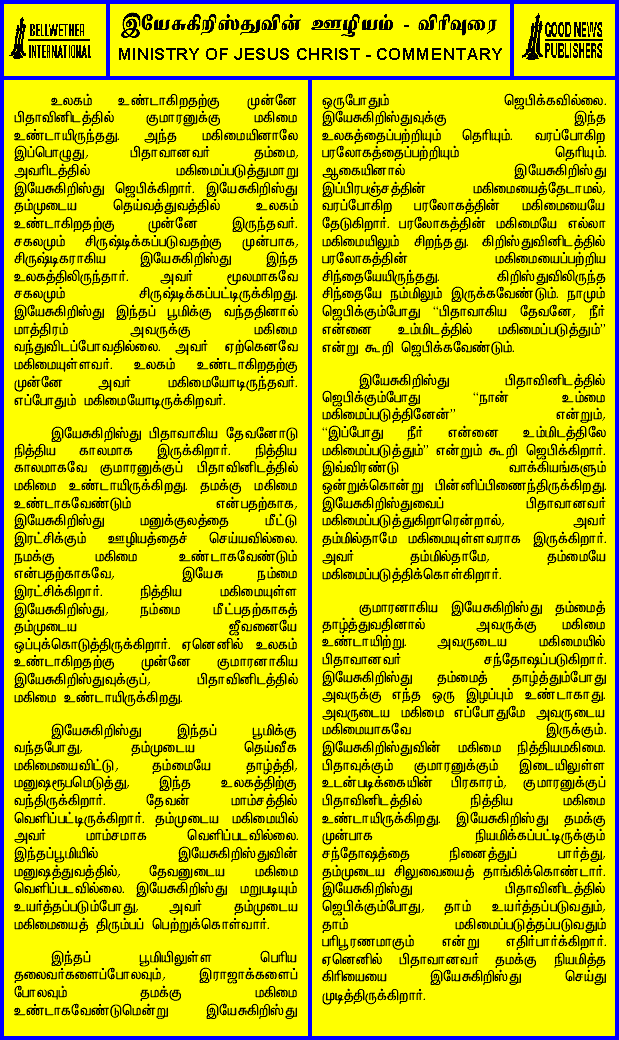 BELLWETHER
INTERNATIONAL
இயேசுகிறிஸ்துவின் ஊழியம் - விரிவுரை
MINISTRY OF JESUS CHRIST - COMMENTARY
GOOD NEWS
PUBLISHERS
உலகம் உண்டாகிறதற்கு முன்னே
பிதாவினிடத்தில் குமாரனுக்கு மகிமை
உண்டாயிருந்தது. அந்த மகிமையினாலே
இப்பொழுது, பிதாவானவர் தம்மை,
அவரிடத்தில் மகிமைப்படுத்துமாறு
இயேசுகிறிஸ்து ஜெபிக்கிறார். இயேசுகிறிஸ்து
தம்முடைய தெய்வத்துவத்தில் உலகம்
உண்டாகிறதற்கு முன்னே இருந்தவர்.
சகலமும் சிருஷ்டிக்கப்படுவதற்கு முன்பாக,
சிருஷ்டிகராகிய இயேசுகிறிஸ்து இந்த
உலகத்திலிருந்தார். அவர் மூலமாகவே
சகலமும் சிருஷ்டிக்கப்பட்டிருக்கிறது.
இயேசுகிறிஸ்து இந்தப் பூமிக்கு வந்ததினால்
மாத்திரம் அவருக்கு மகிமை
வந்துவிடப்போவதில்லை. அவர் ஏற்கெனவே
மகிமையுள்ளவர். உலகம் உண்டாகிறதற்கு
முன்னே அவர் மகிமையோடிருந்தவர்.
எப்போதும் மகிமையோடிருக்கிறவர்.
இயேசுகிறிஸ்து பிதாவாகிய தேவனோடு
நித்திய காலமாக இருக்கிறார். நித்திய
காலமாகவே குமாரனுக்குப் பிதாவினிடத்தில்
மகிமை உண்டாயிருக்கிறது. தமக்கு மகிமை
உண்டாகவேண்டும் என்பதற்காக,
இயேசுகிறிஸ்து மனுக்குலத்தை மீட்டு
இரட்சிக்கும் ஊழியத்தைச் செய்யவில்லை.
நமக்கு மகிமை உண்டாகவேண்டும்
என்பதற்காகவே, இயேசு நம்மை
இரட்சிக்கிறார். நித்திய மகிமையுள்ள
இயேசுகிறிஸ்து, நம்மை மீட்பதற்காகத்
தம்முடைய ஜீவனையே
ஒப்புக்கொடுத்திருக்கிறார். ஏனெனில் உலகம்
உண்டாகிறதற்கு முன்னே குமாரனாகிய
இயேசுகிறிஸ்துவுக்குப், பிதாவினிடத்தில்
மகிமை உண்டாயிருக்கிறது.
இயேசுகிறிஸ்து இந்தப் பூமிக்கு
வந்தபோது, தம்முடைய தெய்வீக
மகிமையைவிட்டு, தம்மையே தாழ்த்தி,
மனுஷரூபமெடுத்து, இந்த உலகத்திற்கு
வந்திருக்கிறார். தேவன் மாம்சத்தில்
வெளிப்பட்டிருக்கிறார். தம்முடைய மகிமையில்
அவர் மாம்சமாக வெளிப்படவில்லை.
இந்தப்பூமியில் இயேசுகிறிஸ்துவின்
மனுஷத்துவத்தில், தேவனுடைய மகிமை
வெளிப்படவில்லை. இயேசுகிறிஸ்து மறுபடியும்
உயர்த்தப்படும்போது, அவர் தம்முடைய
மகிமையைத் திரும்பப் பெற்றுக்கொள்வார்.
இந்தப் பூமியிலுள்ள பெரிய
தலைவர்களைப்போலவும், இராஜாக்களைப்
போலவும் தமக்கு மகிமை
உண்டாகவேண்டுமென்று இயேசுகிறிஸ்து
ஒருபோதும் ஜெபிக்கவில்லை.
இயேசுகிறிஸ்துவுக்கு இந்த
உலகத்தைப்பற்றியும் தெரியும். வரப்போகிற
பரலோகத்தைப்பற்றியும் தெரியும்.
ஆகையினால் இயேசுகிறிஸ்து
இப்பிரபஞ்சத்தின் மகிமையைத்தேடாமல்,
வரப்போகிற பரலோகத்தின் மகிமையையே
தேடுகிறார். பரலோகத்தின் மகிமையே எல்லா
மகிமையிலும் சிறந்தது. கிறிஸ்துவினிடத்தில்
பரலோகத்தின் மகிமையைப்பற்றிய
சிந்தையேயிருந்தது. கிறிஸ்துவிலிருந்த
சிந்தையே நம்மிலும் இருக்கவேண்டும். நாமும்
ஜெபிக்கும்போது “பிதாவாகிய தேவனே, நீர்
என்னை உம்மிடத்தில் மகிமைப்படுத்தும்”
என்று கூறி ஜெபிக்கவேண்டும்.
இயேசுகிறிஸ்து பிதாவினிடத்தில்
ஜெபிக்கும்போது “நான் உம்மை
மகிமைப்படுத்தினேன்” என்றும்,
“இப்போது நீர் என்னை உம்மிடத்திலே
மகிமைப்படுத்தும்” என்றும் கூறி ஜெபிக்கிறார்.
இவ்விரண்டு வாக்கியங்களும்
ஒன்றுக்கொன்று பின்னிப்பிணைந்திருக்கிறது.
இயேசுகிறிஸ்துவைப் பிதாவானவர்
மகிமைப்படுத்துகிறாரென்றால், அவர்
தம்மில்தாமே மகிமையுள்ளவராக இருக்கிறார்.
அவர் தம்மில்தாமே, தம்மையே
மகிமைப்படுத்திக்கொள்கிறார்.
குமாரனாகிய இயேசுகிறிஸ்து தம்மைத்
தாழ்த்துவதினால் அவருக்கு மகிமை
உண்டாயிற்று. அவருடைய மகிமையில்
பிதாவானவர் சந்தோஷப்படுகிறார்.
இயேசுகிறிஸ்து தம்மைத் தாழ்த்தும்போது
அவருக்கு எந்த ஒரு இழப்பும் உண்டாகாது.
அவருடைய மகிமை எப்போதுமே அவருடைய
மகிமையாகவே இருக்கும்.
இயேசுகிறிஸ்துவின் மகிமை நித்தியமகிமை.
பிதாவுக்கும் குமாரனுக்கும் இடையிலுள்ள
உடன்படிக்கையின் பிரகாரம், குமாரனுக்குப்
பிதாவினிடத்தில் நித்திய மகிமை
உண்டாயிருக்கிறது. இயேசுகிறிஸ்து தமக்கு
முன்பாக நியமிக்கப்பட்டிருக்கும்
சந்தோஷத்தை நினைத்துப் பார்த்து,
தம்முடைய சிலுவையைத் தாங்கிக்கொண்டார்.
இயேசுகிறிஸ்து பிதாவினிடத்தில்
ஜெபிக்கும்போது, தாம் உயர்த்தப்படுவதும்,
தாம் மகிமைப்படுத்தப்படுவதும்
பரிபூரணமாகும் என்று எதிர்பார்க்கிறார்.
ஏனெனில் பிதாவானவர் தமக்கு நியமித்த
கிரியையை இயேசுகிறிஸ்து செய்து
முடித்திருக்கிறார்.